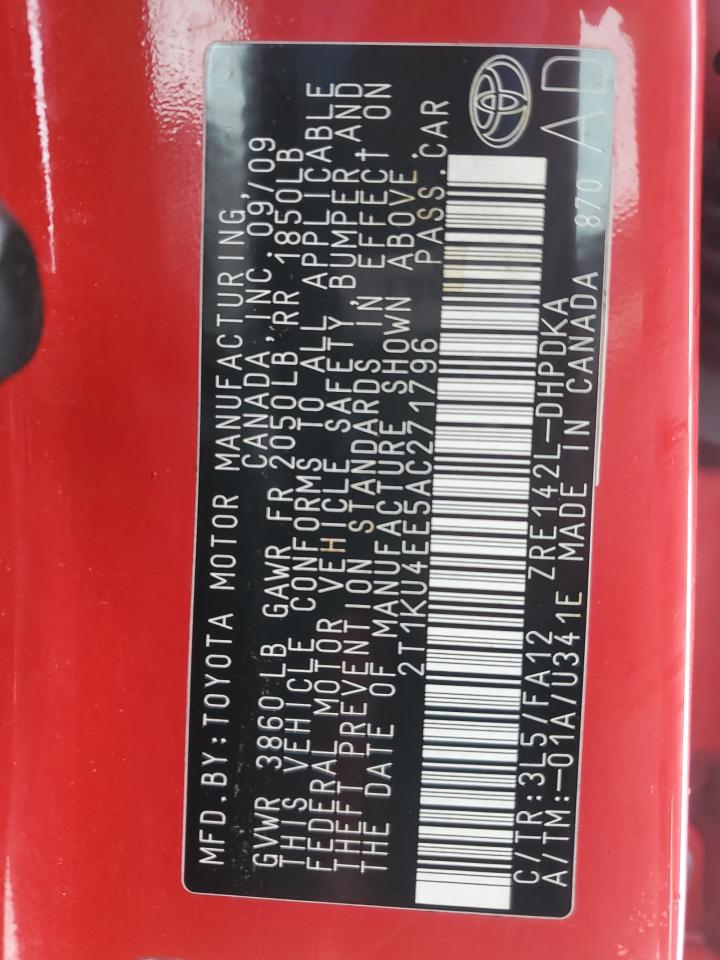 MFD.BY:TOYOTA MOTOR MANUFACTURING,
CANADA, INC. 09/09
GVWR 3860 LB GAWR FR 2050LB, RR 1850LB
THIS VEHICLE CONFORMS TO ALL APPLICABLE
FEDERAL MOTOR VEHICLE SAFETY, BUMPER AND
THEFT PREVENTION STANDARDS IN EFFECT ON
THE DATE OF MANUFACTURE SHOWN ABOVE.
2T1KU4EE5AC271796 PASS.CAR
C/TR:3L5/FA12 ZRE142L-DHPDKA
A/TM:-01A/U341E MADE IN CANADA
870 AD